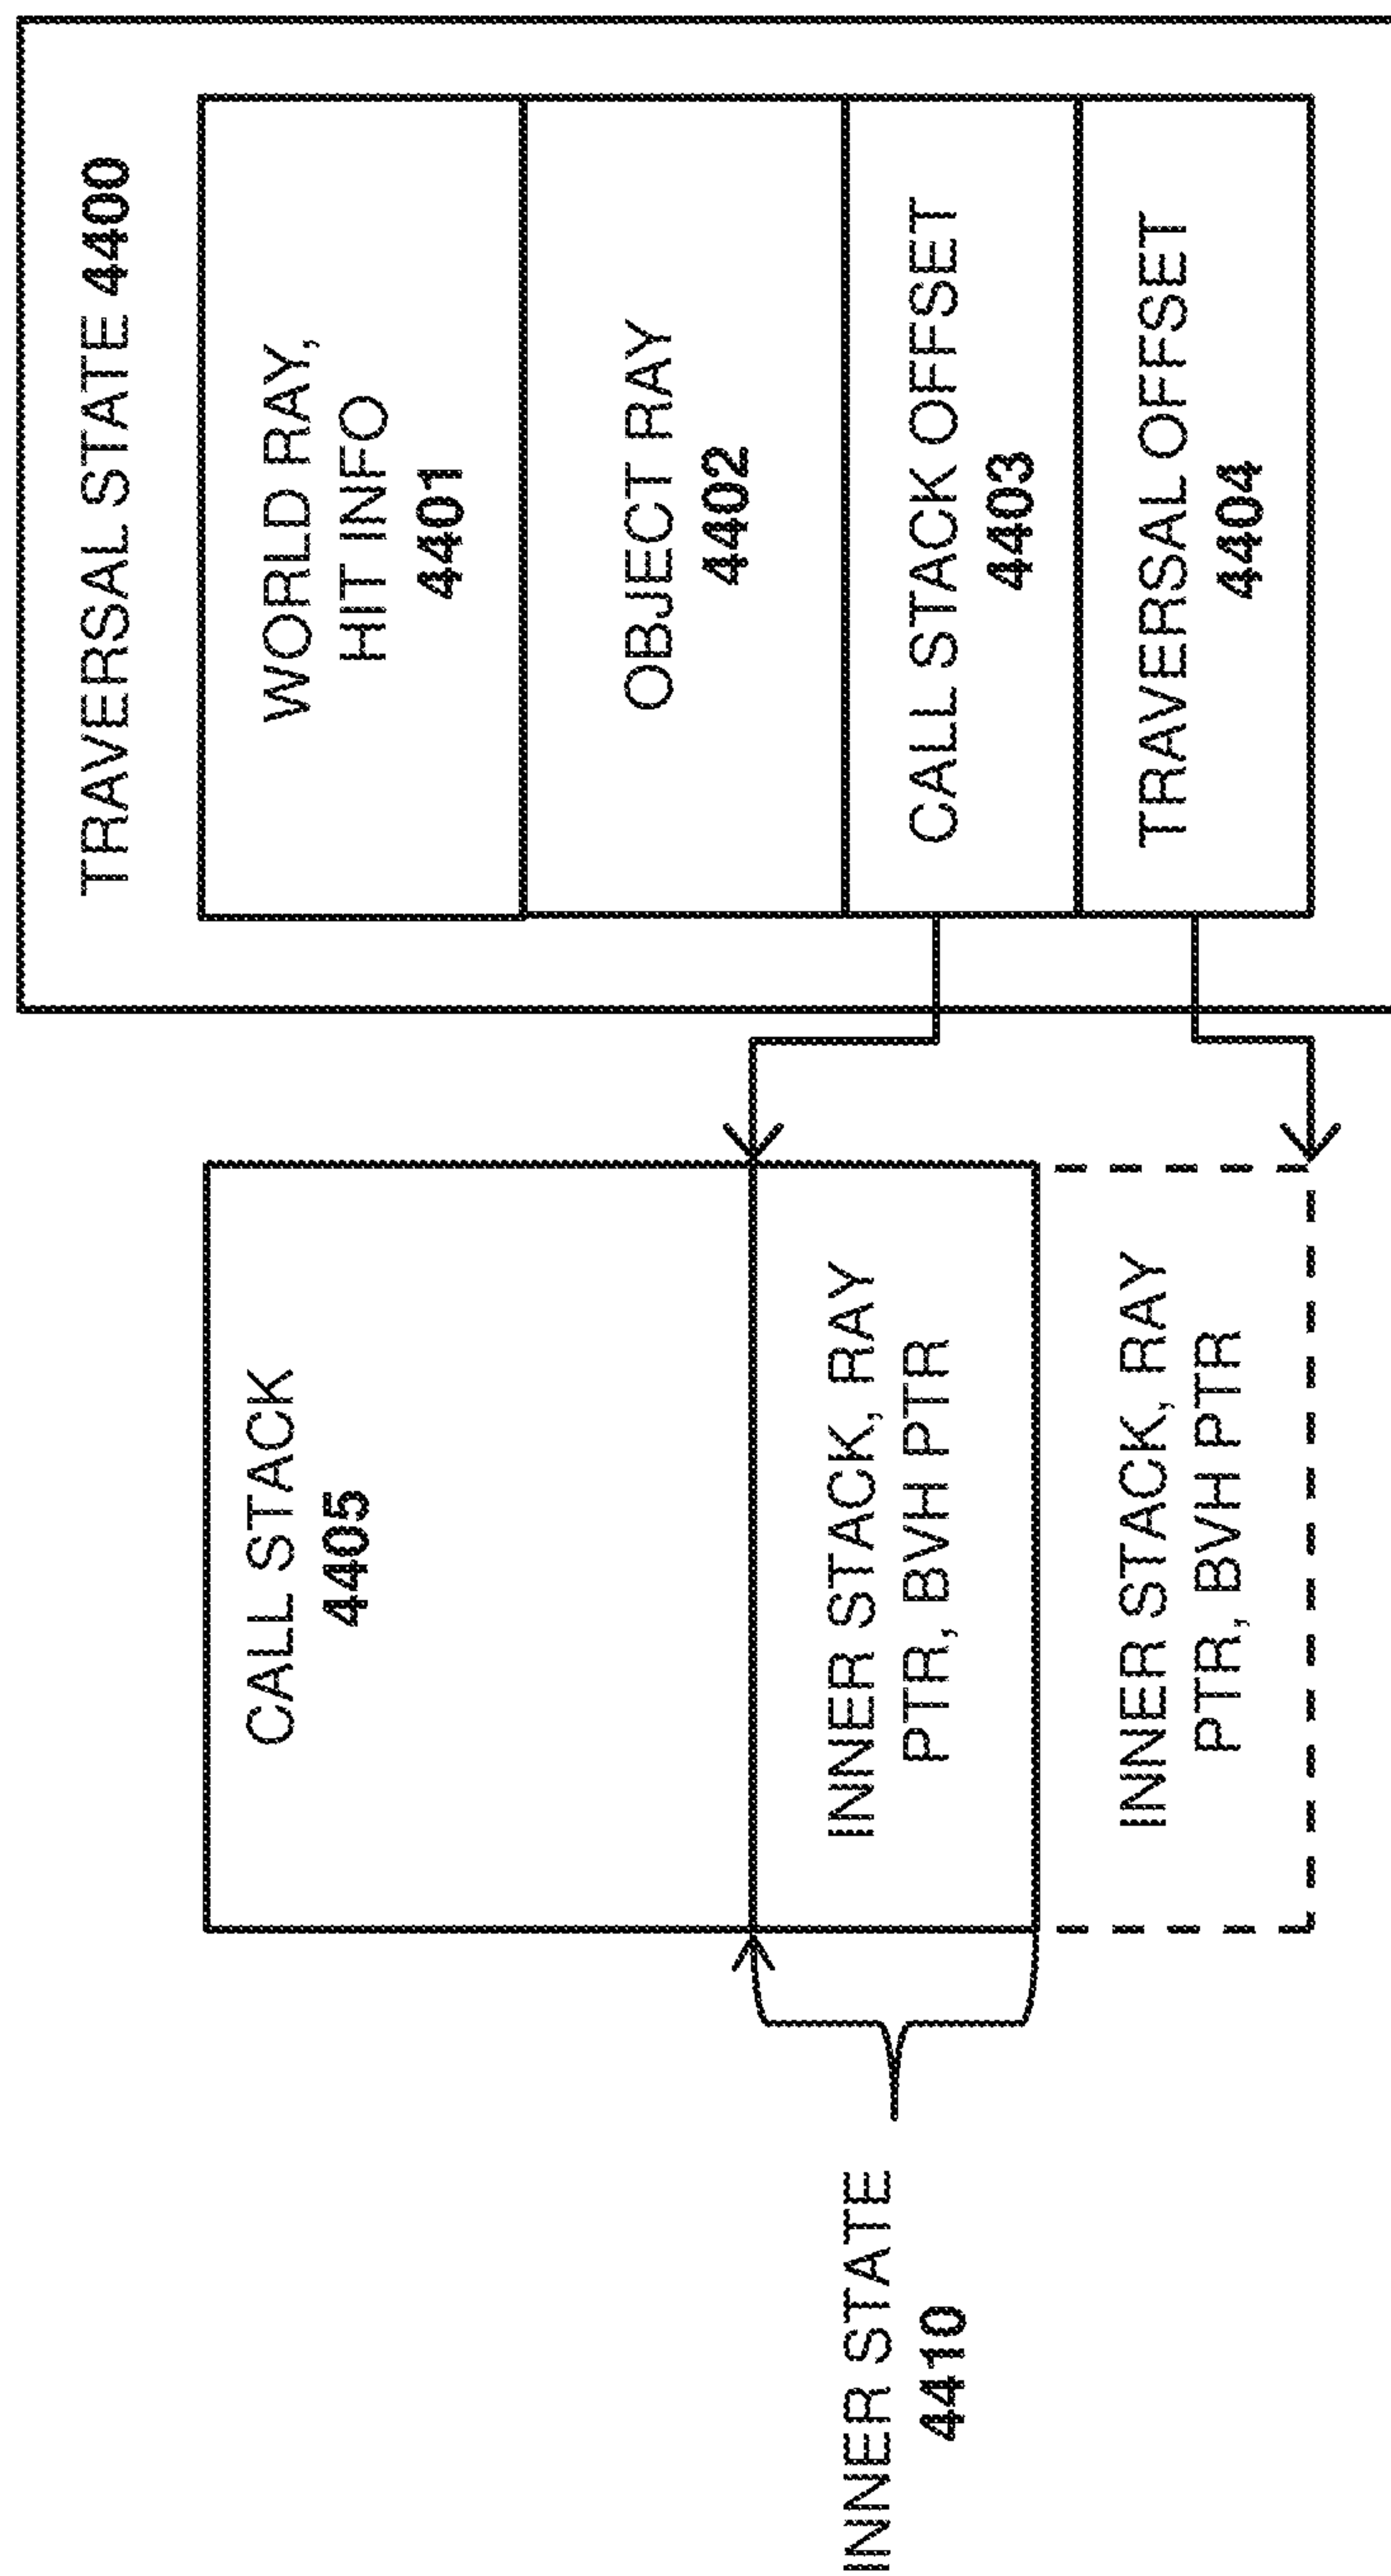 TRAVERSAL STATE 4400
WORLD RAY,
HIT INFO
4401
OBJECT RAY
4402
CALL STACK OFFSET
4403
TRAVERSAL OFFSET
4404
CALL STACK
4405
INNER STACK, RAY
PTR, BVH PTR
INNER STACK, RAY
PTR, BVH PTR
INNER STATE
4410